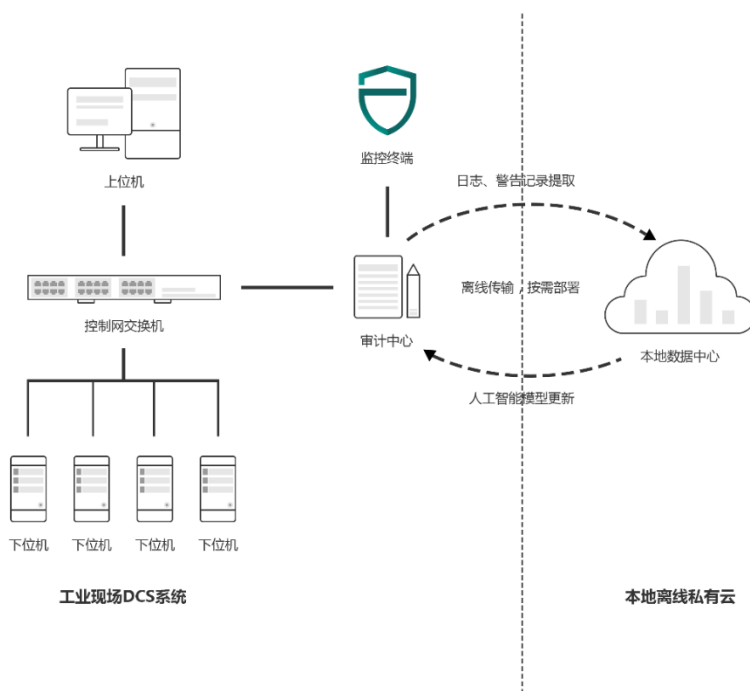 监控终端
上位机
日志、警告记录提取
离线传输，按需部署
控制网交换机
审计中心
本地数据中心
人工智能模型更新
下位机
下位机
下位机
下位机
工业现场DCS系统
本地离线私有云